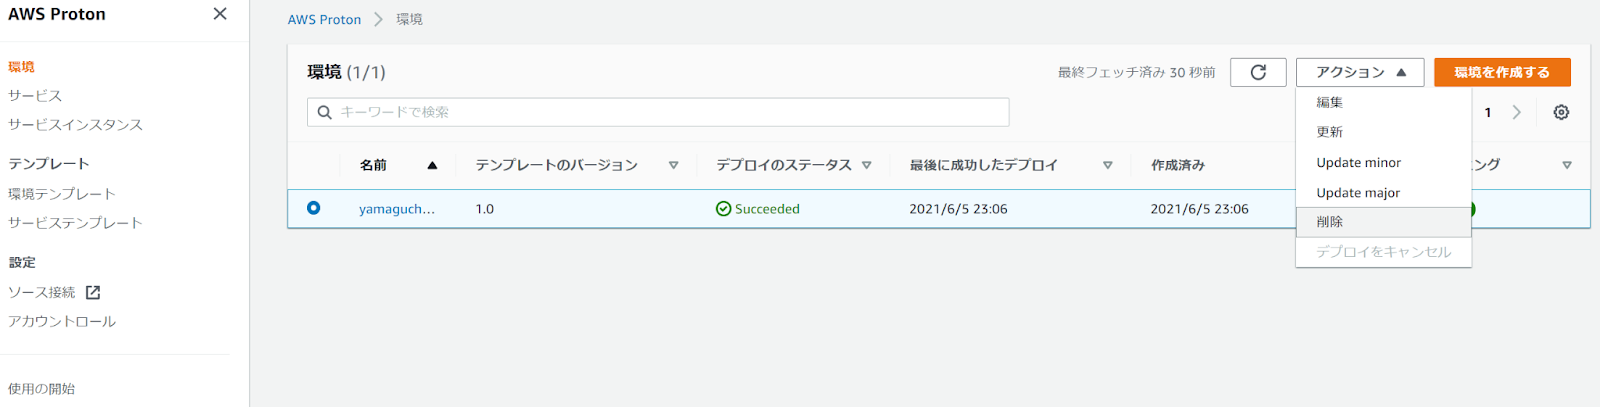 AWS Proton
環境
サービス
サービスインスタンス
テンプレート
環境テンプレート
サービステンプレート
設定
ソース接続
アカウントロール
使用の開始
AWS Proton 環境
環境 (1/1)
最終フェッチ済み 30 秒前
アクション
環境を作成する
キーワードで検索
1
編集
更新
Update minor
Update major
削除
デプロイをキャンセル
名前 テンプレートのバージョン デプロイのステータス 最後に成功したデプロイ 作成済み ング
yamaguch... 1.0 Succeeded 2021/6/5 23:06 2021/6/5 23:06